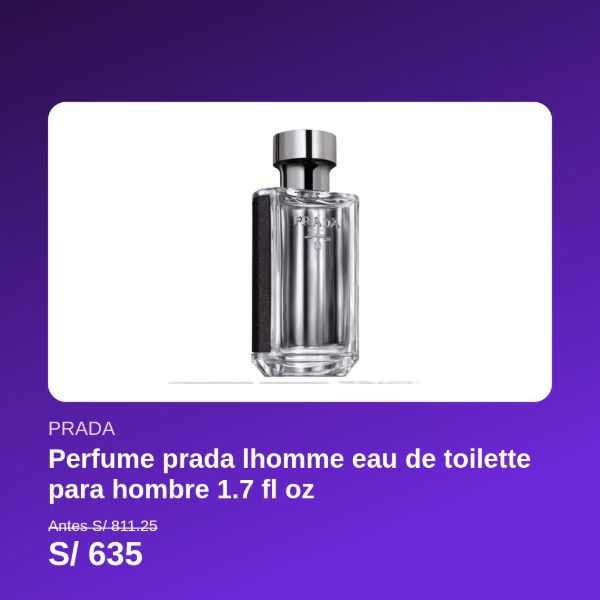 PRADA
PRADA
Perfume prada lhomme eau de toilette
para hombre 1.7 fl oz
Antes S/ 811.25
S/ 635